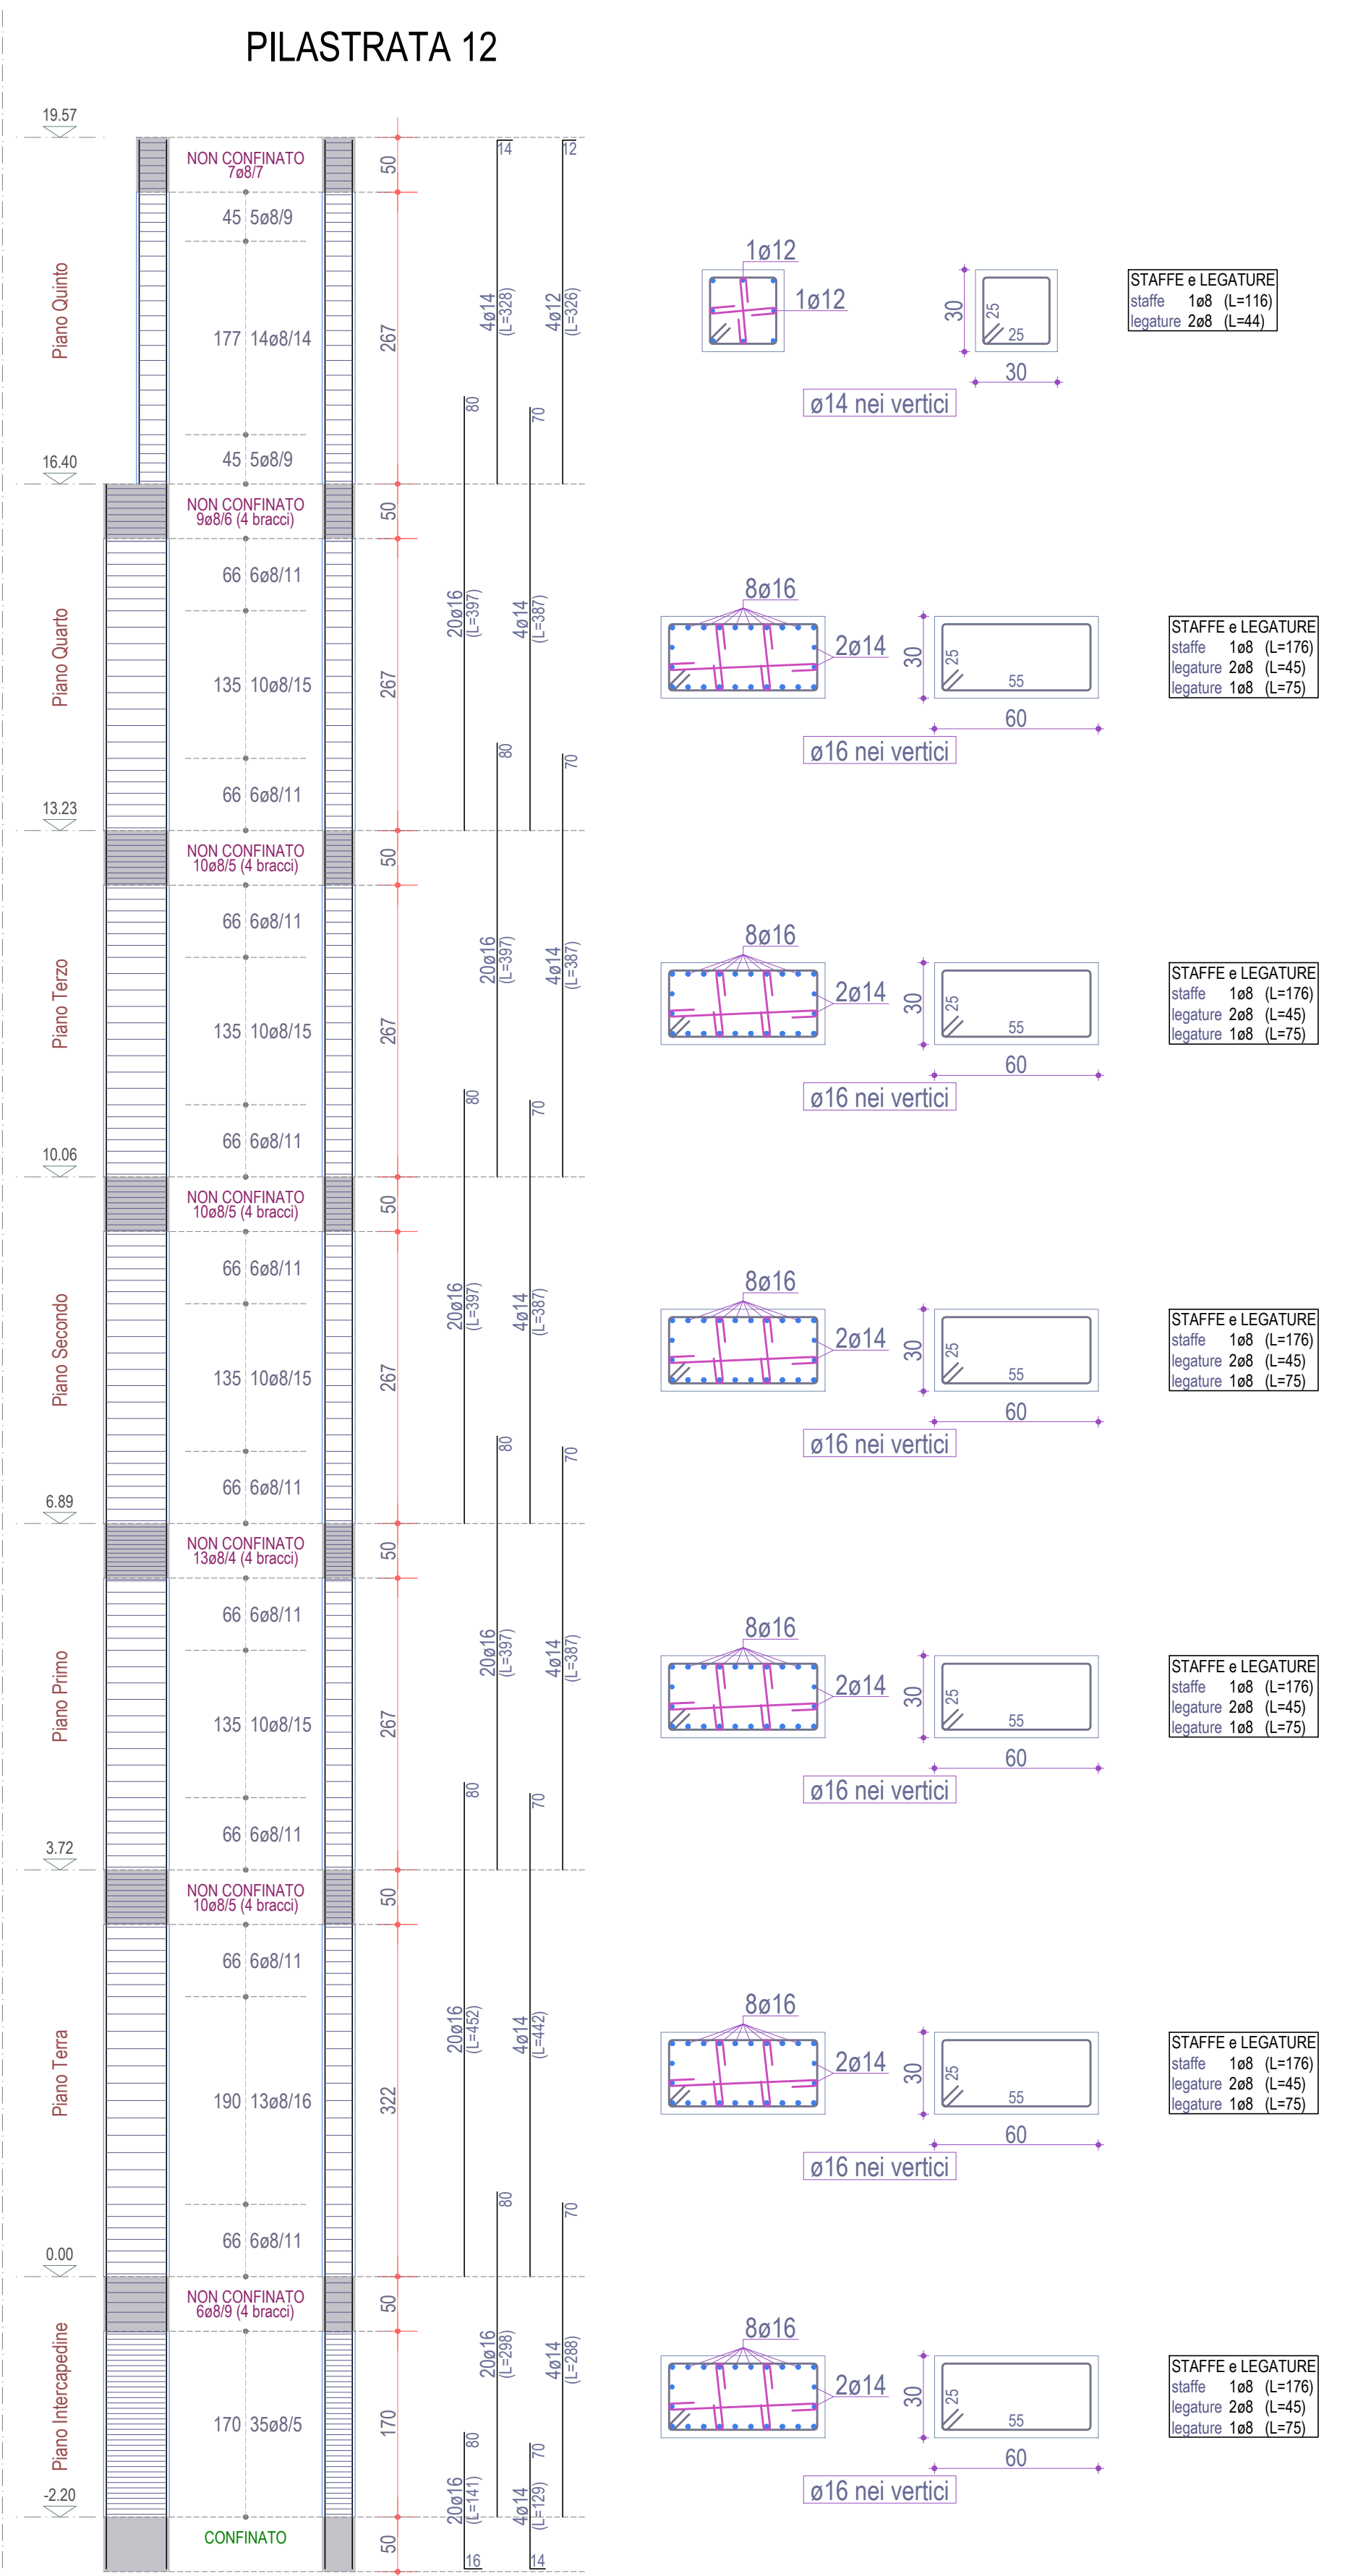 PILASTRATA 12
19.57
NON CONFINATO
7ø8/7
50
14
12
45 5ø8/9
Piano Quinto
177 14ø8/14
267
4ø14
(L=328)
4ø12
(L=326)
1ø12
1ø12
30
25
25
30
ø14 nei vertici
STAFFE e LEGATURE
staffe 1ø8 (L=116)
legature 2ø8 (L=44)
80
70
45 5ø8/9
16.40
NON CONFINATO
9ø8/6 (4 bracci)
50
66 6ø8/11
Piano Quarto
135 10ø8/15
267
20ø16
(L=397)
4ø14
(L=387)
8ø16
2ø14
30
25
55
60
ø16 nei vertici
STAFFE e LEGATURE
staffe 1ø8 (L=176)
legature 2ø8 (L=45)
legature 1ø8 (L=75)
80
70
66 6ø8/11
13.23
NON CONFINATO
10ø8/5 (4 bracci)
50
66 6ø8/11
Piano Terzo
135 10ø8/15
267
20ø16
(L=397)
4ø14
(L=387)
8ø16
2ø14
30
25
55
60
ø16 nei vertici
STAFFE e LEGATURE
staffe 1ø8 (L=176)
legature 2ø8 (L=45)
legature 1ø8 (L=75)
80
70
66 6ø8/11
10.06
NON CONFINATO
10ø8/5 (4 bracci)
50
66 6ø8/11
Piano Secondo
135 10ø8/15
267
20ø16
(L=397)
4ø14
(L=387)
8ø16
2ø14
30
25
55
60
ø16 nei vertici
STAFFE e LEGATURE
staffe 1ø8 (L=176)
legature 2ø8 (L=45)
legature 1ø8 (L=75)
80
70
66 6ø8/11
6.89
NON CONFINATO
13ø8/4 (4 bracci)
50
66 6ø8/11
Piano Primo
135 10ø8/15
267
20ø16
(L=397)
4ø14
(L=387)
8ø16
2ø14
30
25
55
60
ø16 nei vertici
STAFFE e LEGATURE
staffe 1ø8 (L=176)
legature 2ø8 (L=45)
legature 1ø8 (L=75)
80
70
66 6ø8/11
3.72
NON CONFINATO
10ø8/5 (4 bracci)
50
66 6ø8/11
Piano Terra
190 13ø8/16
322
20ø16
(L=452)
4ø14
(L=442)
8ø16
2ø14
30
25
55
60
ø16 nei vertici
STAFFE e LEGATURE
staffe 1ø8 (L=176)
legature 2ø8 (L=45)
legature 1ø8 (L=75)
80
70
66 6ø8/11
0.00
NON CONFINATO
6ø8/9 (4 bracci)
50
Piano Intercapedine
170 35ø8/5
170
20ø16
(L=298)
4ø14
(L=288)
8ø16
2ø14
30
25
55
60
ø16 nei vertici
STAFFE e LEGATURE
staffe 1ø8 (L=176)
legature 2ø8 (L=45)
legature 1ø8 (L=75)
80
70
20ø16
(L=141)
4ø14
(L=129)
-2.20
CONFINATO
50
16
14